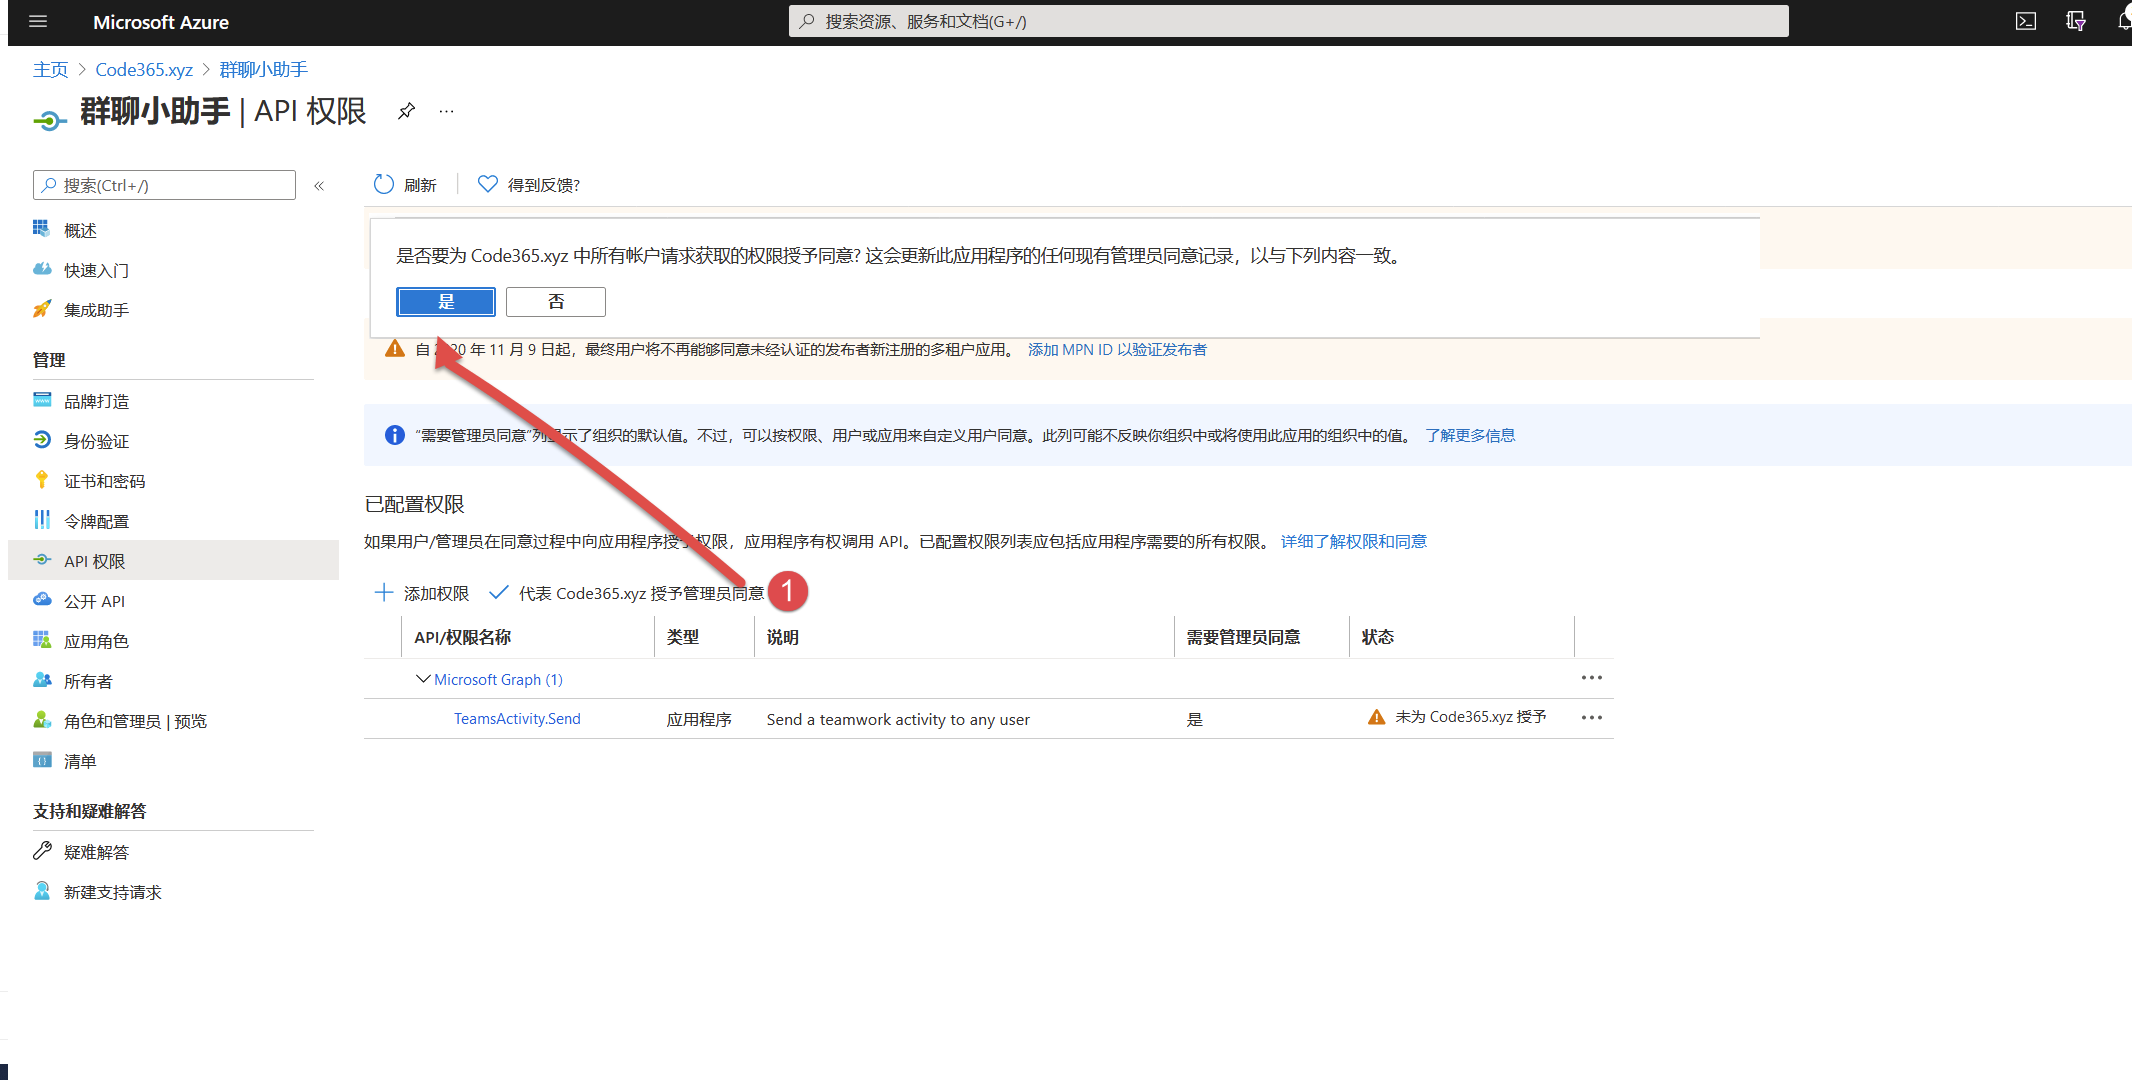 Microsoft Azure
搜索资源、服务和文档(G+/)
主页 > Code365.xyz > 群聊小助手
群聊小助手 | API 权限
搜索(Ctrl+/)
刷新
得到反馈?
概述
快速入门
集成助手
管理
品牌打造
身份验证
证书和密码
令牌配置
API 权限
公开 API
应用角色
所有者
角色和管理员 | 预览
清单
支持和疑难解答
疑难解答
新建支持请求
是否要为 Code365.xyz 中所有帐户请求获取的权限授予同意? 这会更新此应用程序的任何现有管理员同意记录，以与下列内容一致。
是
否
自 2020 年 11 月 9 日起，最终用户将不再能够同意未经认证的发布者新注册的多租户应用。 添加 MPN ID 以验证发布者
“需要管理员同意”列显示了组织的默认值。不过，可以按权限、用户或应用来自定义用户同意。此列可能不反映你组织中或将使用此应用的组织中的值。 了解更多信息
已配置权限
如果用户/管理员在同意过程中向应用程序授予权限，应用程序有权调用 API。已配置权限列表应包括应用程序需要的所有权限。 详细了解权限和同意
添加权限
代表 Code365.xyz 授予管理员同意
1
API/权限名称 类型 说明 需要管理员同意 状态
Microsoft Graph (1)
TeamsActivity.Send 应用程序 Send a teamwork activity to any user 是 未为 Code365.xyz 授予